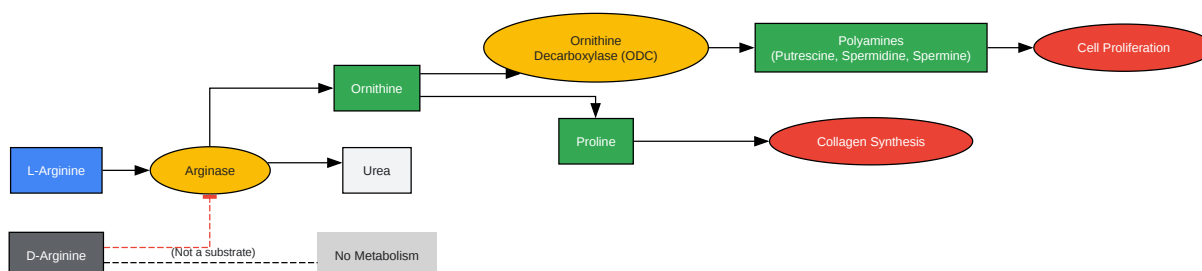 Ornithine
Decarboxylase (ODC)
Polyamines
(Putrescine, Spermidine, Spermine)
Cell Proliferation
Ornithine
Proline
Collagen Synthesis
L-Arginine
Arginase
Urea
D-Arginine
(Not a substrate)
No Metabolism